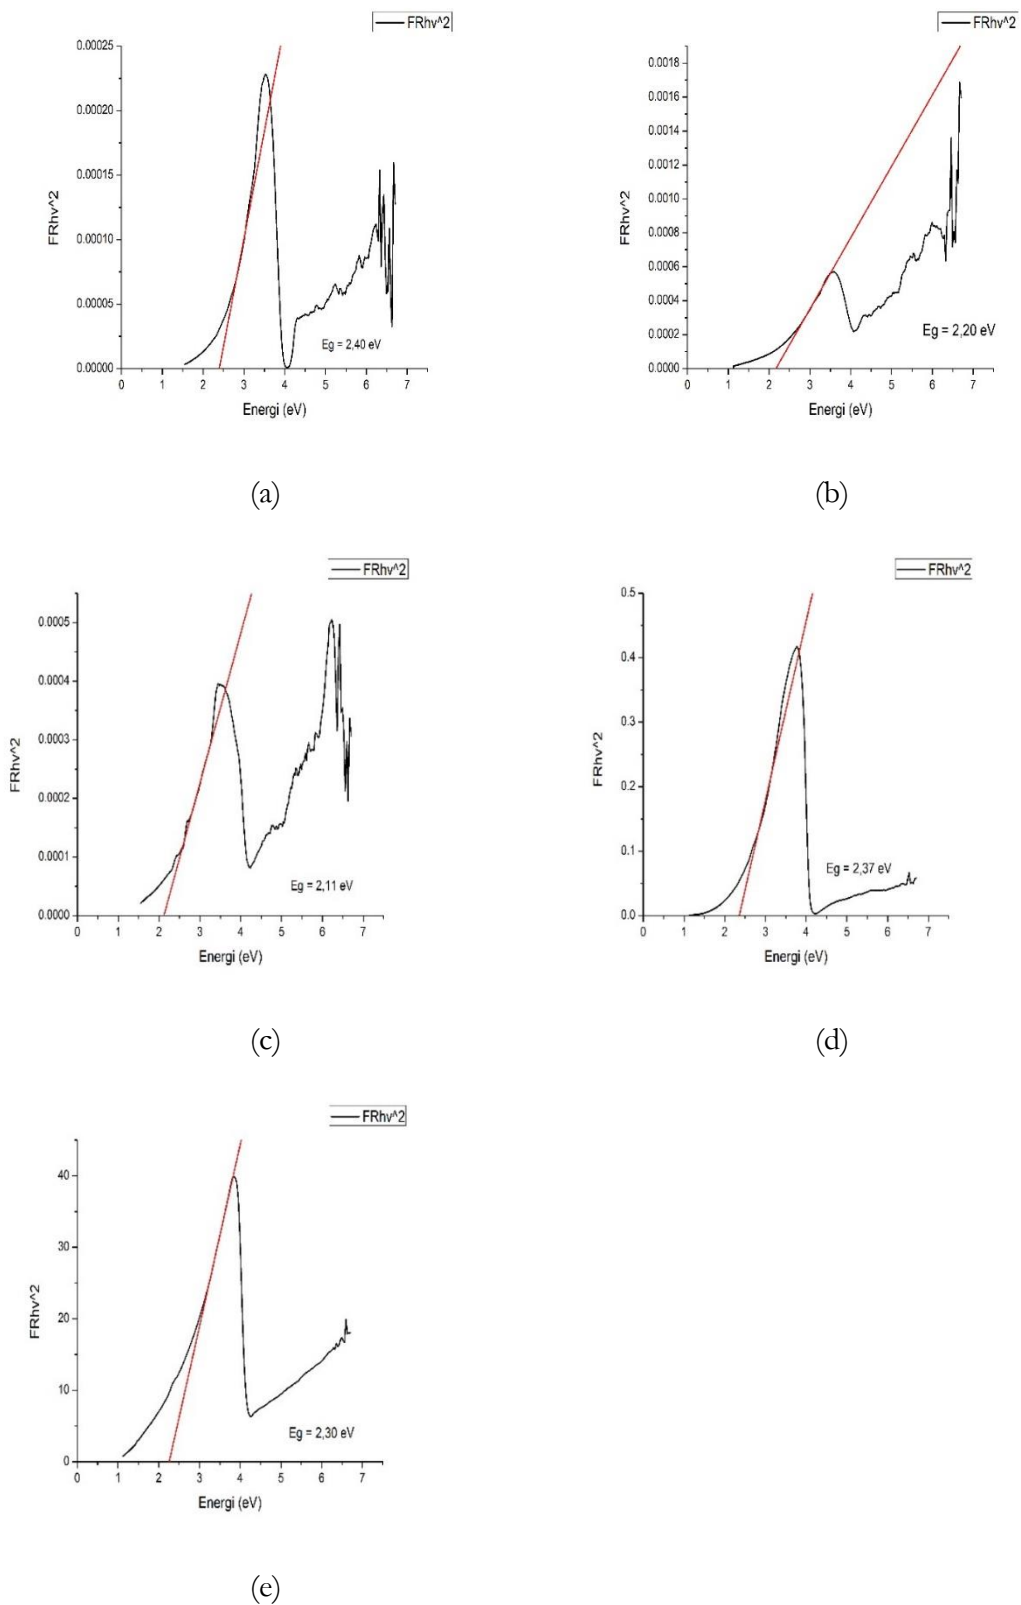 FRhv^2
0.00025
0.00020
0.00015
0.00010
0.00005
0.00000
FRhv^2
Eg = 2,40 eV
0 1 2 3 4 5 6 7
Energi (eV)
(a)
FRhv^2
0.0018
0.0016
0.0014
0.0012
0.0010
0.0008
0.0006
0.0004
0.0002
0.0000
FRhv^2
Eg = 2,20 eV
0 1 2 3 4 5 6 7
Energi (eV)
(b)
FRhv^2
0.0005
0.0004
0.0003
0.0002
0.0001
0.0000
FRhv^2
Eg = 2,11 eV
0 1 2 3 4 5 6 7
Energi (eV)
(c)
FRhv^2
0.5
0.4
0.3
0.2
0.1
0.0
FRhv^2
Eg = 2,37 eV
0 1 2 3 4 5 6 7
Energi (eV)
(d)
FRhv^2
40
30
20
10
0
FRhv^2
Eg = 2,30 eV
0 1 2 3 4 5 6 7
Energi (eV)
(e)